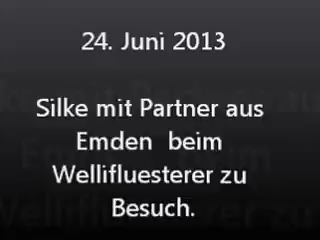 24. Juni 2013
Silke mit Partner aus
Emden beim
Wellifluesterer zu
Besuch.